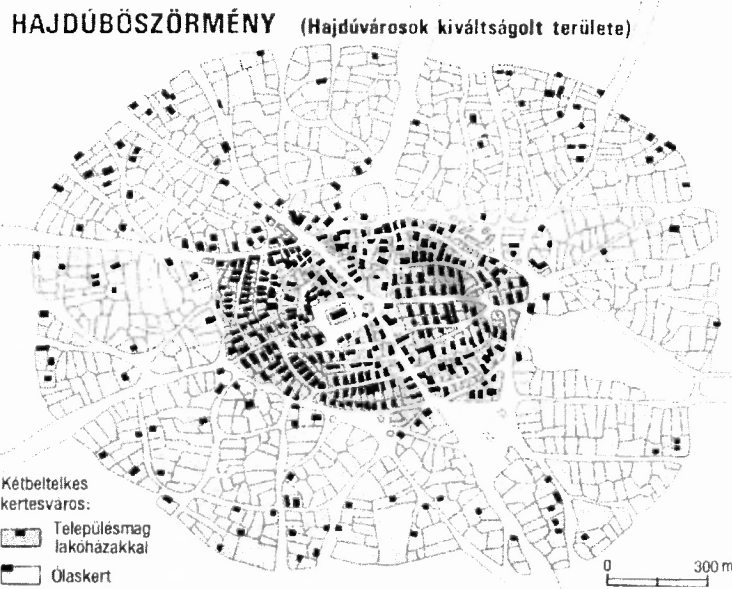 HAJDÚBÖSZÖRMÉNY (Hajdúvárosok kiváltságolt területe)
Kétbeltelkes
kertesváros:
Településmag
lakóházakkal
Ólaskert
0 300 m